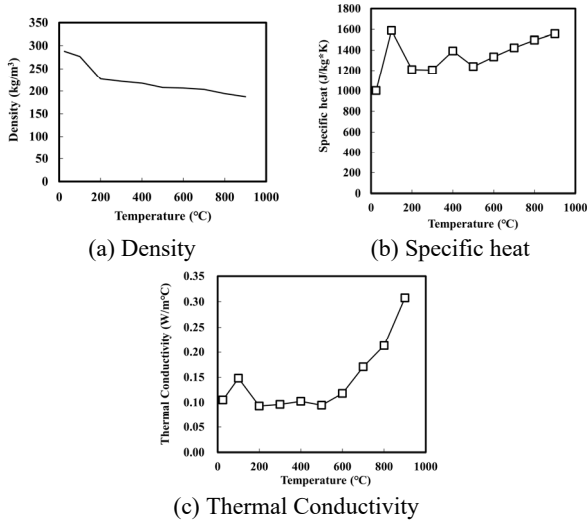 350
300
250
200
150
100
50
0
Density (kg/m³)
0 200 400 600 800 1000
Temperature (℃)
(a) Density
1800
1600
1400
1200
1000
800
600
400
200
0
Specific heat (J/kg*K)
0 200 400 600 800 1000
Temperature (℃)
(b) Specific heat
0.35
0.30
0.25
0.20
0.15
0.10
0.05
0.00
Thermal Conductivity (W/m℃)
0 200 400 600 800 1000
Temperature (℃)
(c) Thermal Conductivity